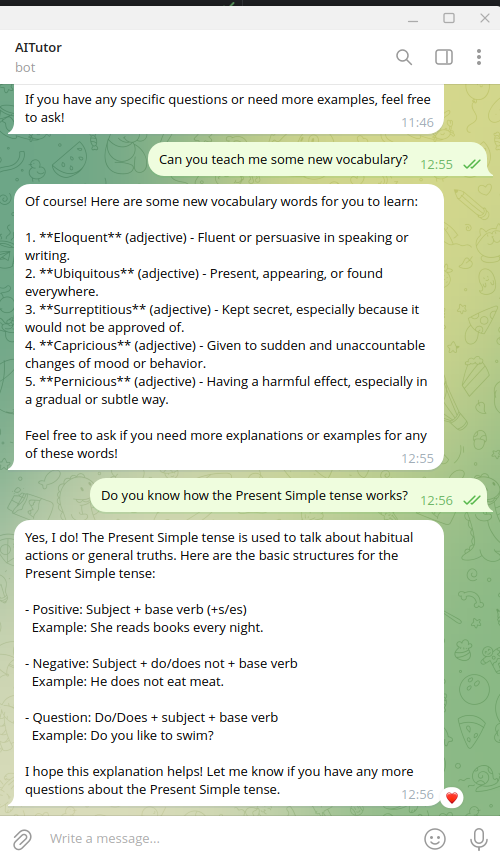 AITutor
bot
If you have any specific questions or need more examples, feel free
to ask!
11:46
Can you teach me some new vocabulary?
12:55
Of course! Here are some new vocabulary words for you to learn:
1. **Eloquent** (adjective) - Fluent or persuasive in speaking or
writing.
2. **Ubiquitous** (adjective) - Present, appearing, or found
everywhere.
3. **Surreptitious** (adjective) - Kept secret, especially because it
would not be approved of.
4. **Capricious** (adjective) - Given to sudden and unaccountable
changes of mood or behavior.
5. **Pernicious** (adjective) - Having a harmful effect, especially in
a gradual or subtle way.
Feel free to ask if you need more explanations or examples for any
of these words!
12:55
Do you know how the Present Simple tense works?
12:56
Yes, I do! The Present Simple tense is used to talk about habitual
actions or general truths. Here are the basic structures for the
Present Simple tense:
- Positive: Subject + base verb (+s/es)
Example: She reads books every night.
- Negative: Subject + do/does not + base verb
Example: He does not eat meat.
- Question: Do/Does + subject + base verb
Example: Do you like to swim?
I hope this explanation helps! Let me know if you have any more
questions about the Present Simple tense.
12:56
Write a message...